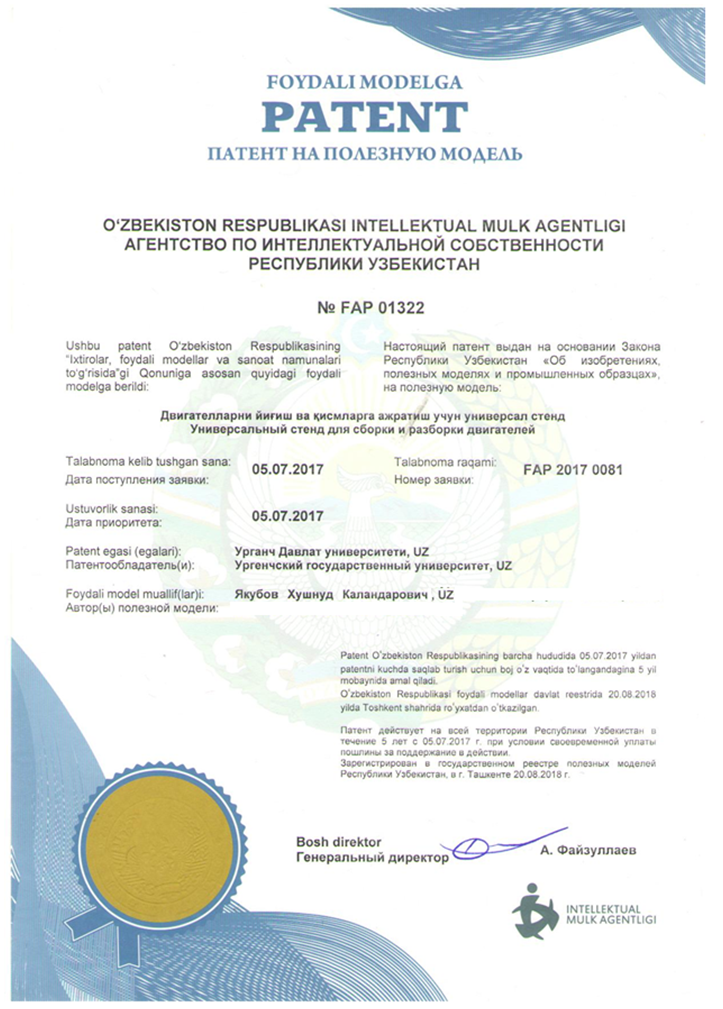 FOYDALI MODELGA
PATENT
ПАТЕНТ НА ПОЛЕЗНУЮ МОДЕЛЬ
O‘ZBEKISTON RESPUBLIKASI INTELLEKTUAL MULK AGENTLIGI
АГЕНТСТВО ПО ИНТЕЛЛЕКТУАЛЬНОЙ СОБСТВЕННОСТИ
РЕСПУБЛИКИ УЗБЕКИСТАН
№ FAP 01322
Ushbu patent O‘zbekiston Respublikasining
“Ixtirolar, foydali modellar va sanoat namunalari
to‘g‘risida”gi Qonuniga asosan quyidagi foydali
modelga berildi:
Настоящий патент выдан на основании Закона
Республики Узбекистан «Об изобретениях,
полезных моделях и промышленных образцах»,
на полезную модель:
Двигателларни йиғиш ва қисмларга ажратиш учун универсал стенд
Универсальный стенд для сборки и разборки двигателей
Talabnoma kelib tushgan sana:
Дата поступления заявки:
05.07.2017
Talabnoma raqami:
Номер заявки:
FAP 2017 0081
Ustuvorlik sanasi:
Дата приоритета:
05.07.2017
Patent egasi (egalari): Урганч Давлат университети, UZ
Патентообладатель(и): Ургенчский государственный университет, UZ
Foydali model muallif(lar)i: Якубов Хушнуд Каландарович , UZ
Автор(ы) полезной модели:
Patent O‘zbekiston Respublikasining barcha hududida 05.07.2017 yildan
patentni kuchda saqlab turish uchun boj o‘z vaqtida to‘langandagina 5 yil
mobaynida amal qiladi.
O‘zbekiston Respublikasi foydali modellar davlat reestrida 20.08.2018
yilda Toshkent shahrida ro‘yxatdan o‘tkazilgan.
Патент действует на всей территории Республики Узбекистан в
течение 5 лет с 05.07.2017 г. при условии своевременной уплаты
пошлины за поддержание в действии.
Зарегистрирован в государственном реестре полезных моделей
Республики Узбекистан, в г. Ташкенте 20.08.2018 г.
Bosh direktor
Генеральный директор
А. Файзуллаев
INTELLEKTUAL
MULK AGENTLIGI